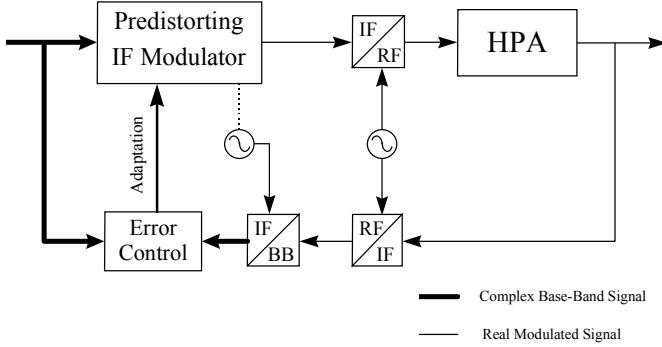 Predistorting
IF Modulator
IF
RF
HPA
Adaptation
Error
Control
IF
BB
RF
IF
Complex Base-Band Signal
Real Modulated Signal